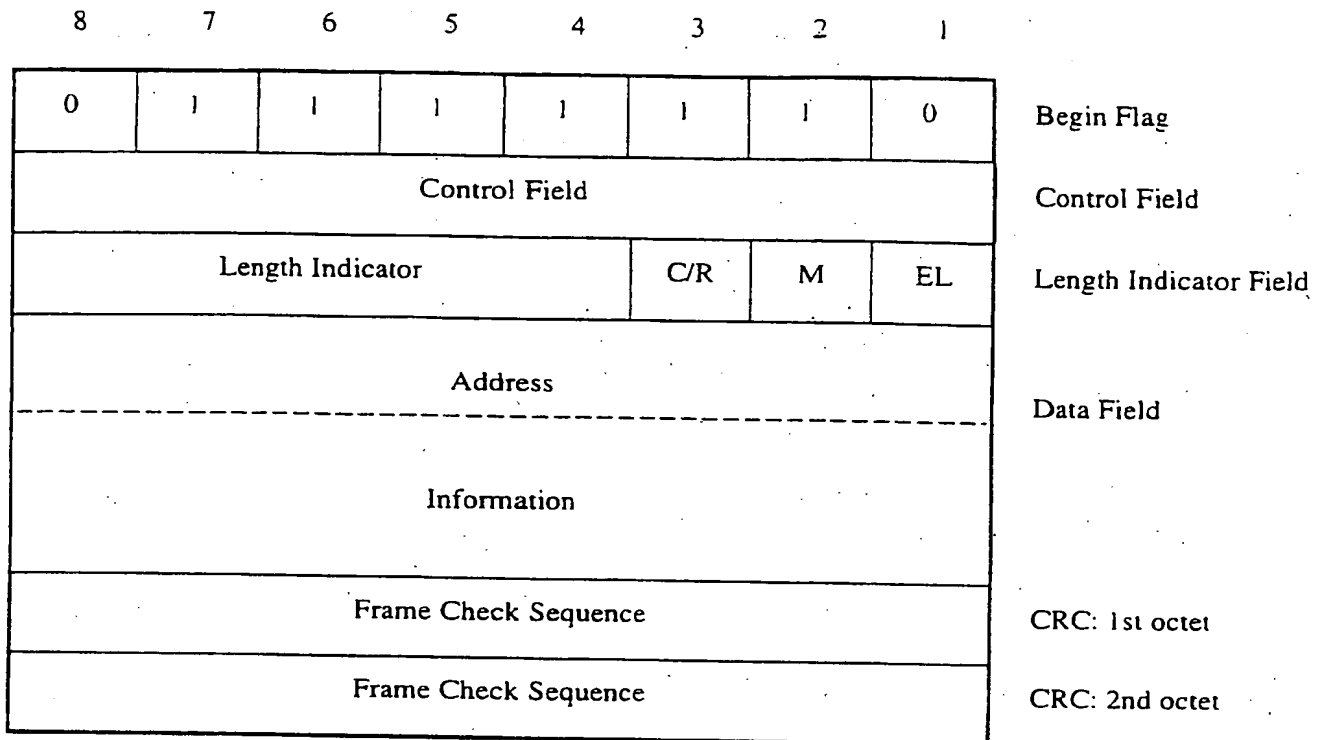 8 7 6 5 4 3 2 1
0 1 1 1 1 1 1 0 Begin Flag
Control Field Control Field
Length Indicator C/R M EL Length Indicator Field
Address
Data Field
Information
Frame Check Sequence CRC: 1st octet
Frame Check Sequence CRC: 2nd octet